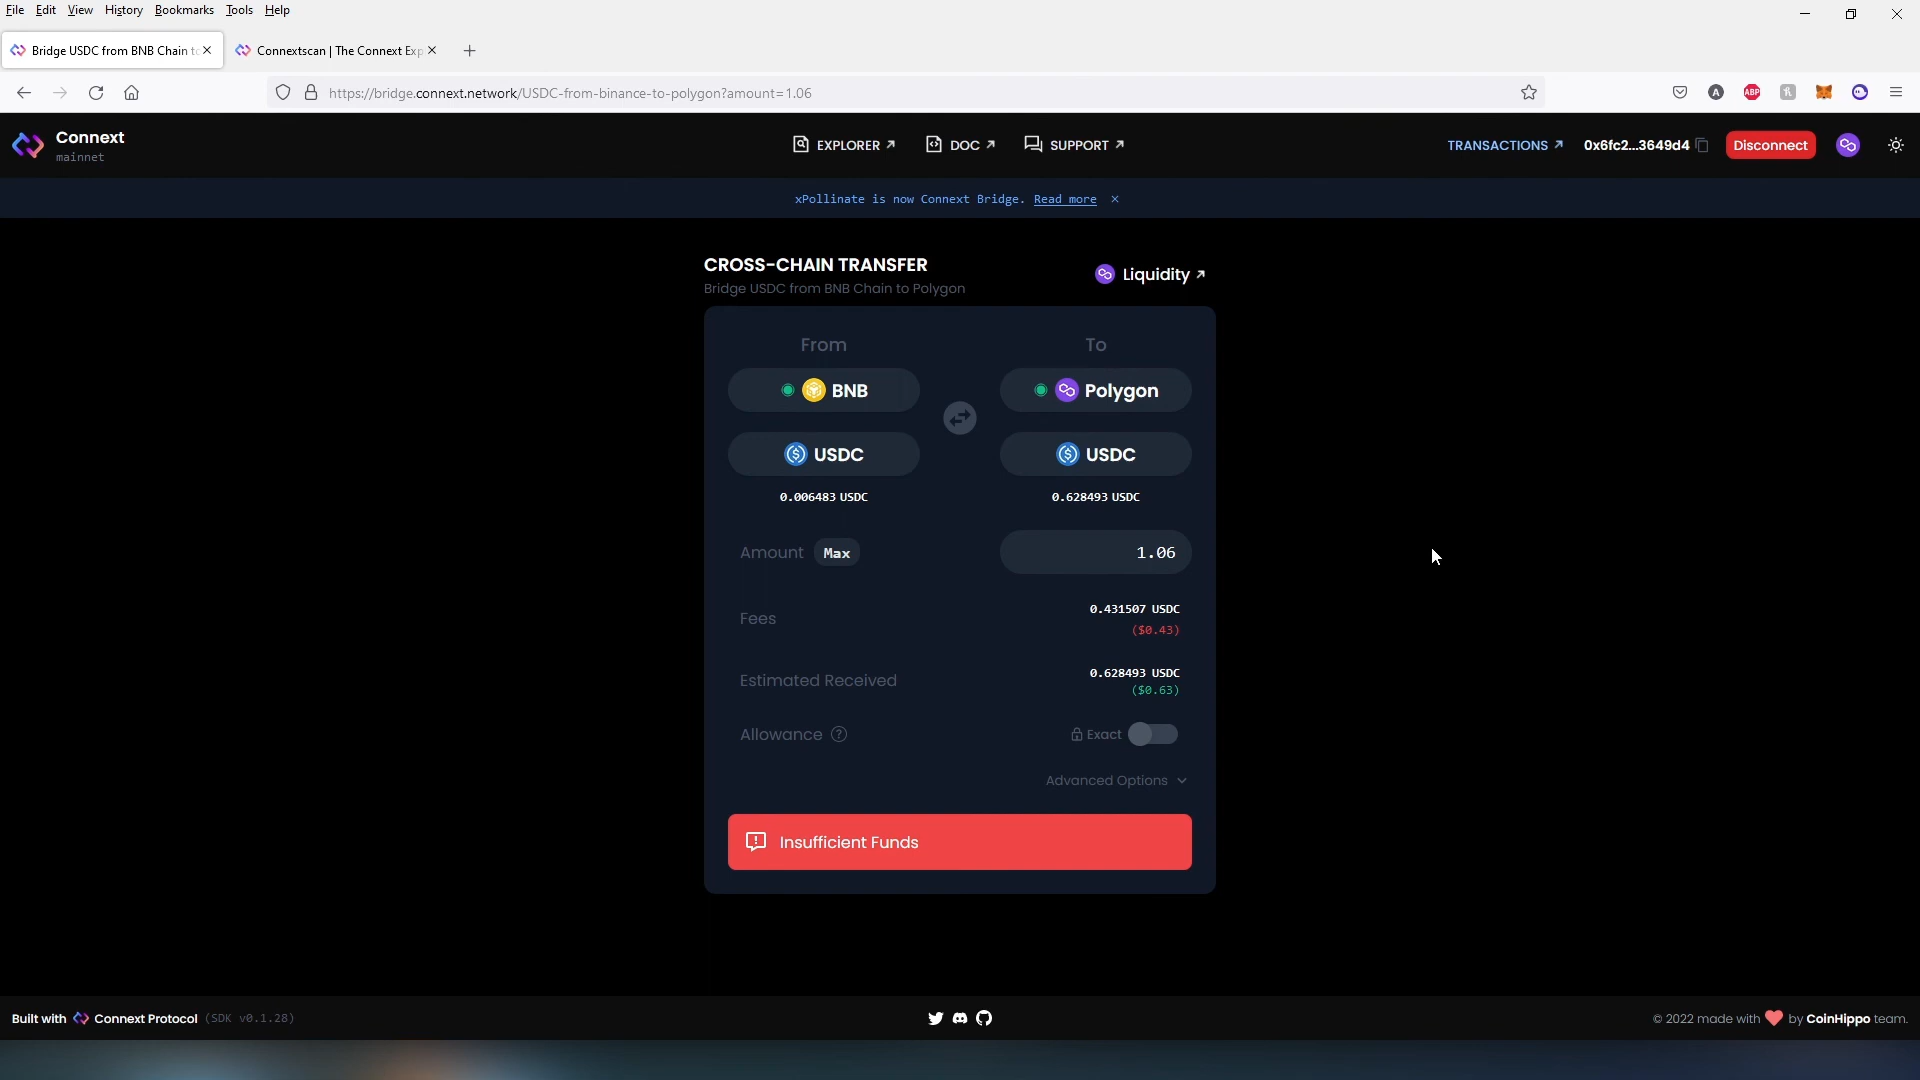 File Edit View History Bookmarks Tools Help
Bridge USDC from BNB Chain to
Connextscan | The Connext Exp
https://bridge.connext.network/USDC-from-binance-to-polygon?amount=1.06
A
ABP
Connext
mainnet
EXPLORER
DOC
SUPPORT
TRANSACTIONS
0x6fc2...3649d4
Disconnect
xPollinate is now Connext Bridge. Read more
CROSS-CHAIN TRANSFER
Bridge USDC from BNB Chain to Polygon
Liquidity
From
To
BNB
Polygon
USDC
USDC
0.006483 USDC
0.628493 USDC
Amount Max
1.06
Fees
0.431507 USDC
($0.43)
Estimated Received
0.628493 USDC
($0.63)
Allowance
Exact
Advanced Options
Insufficient Funds
Built with Connext Protocol (SDK v0.1.28)
© 2022 made with by CoinHippo team.